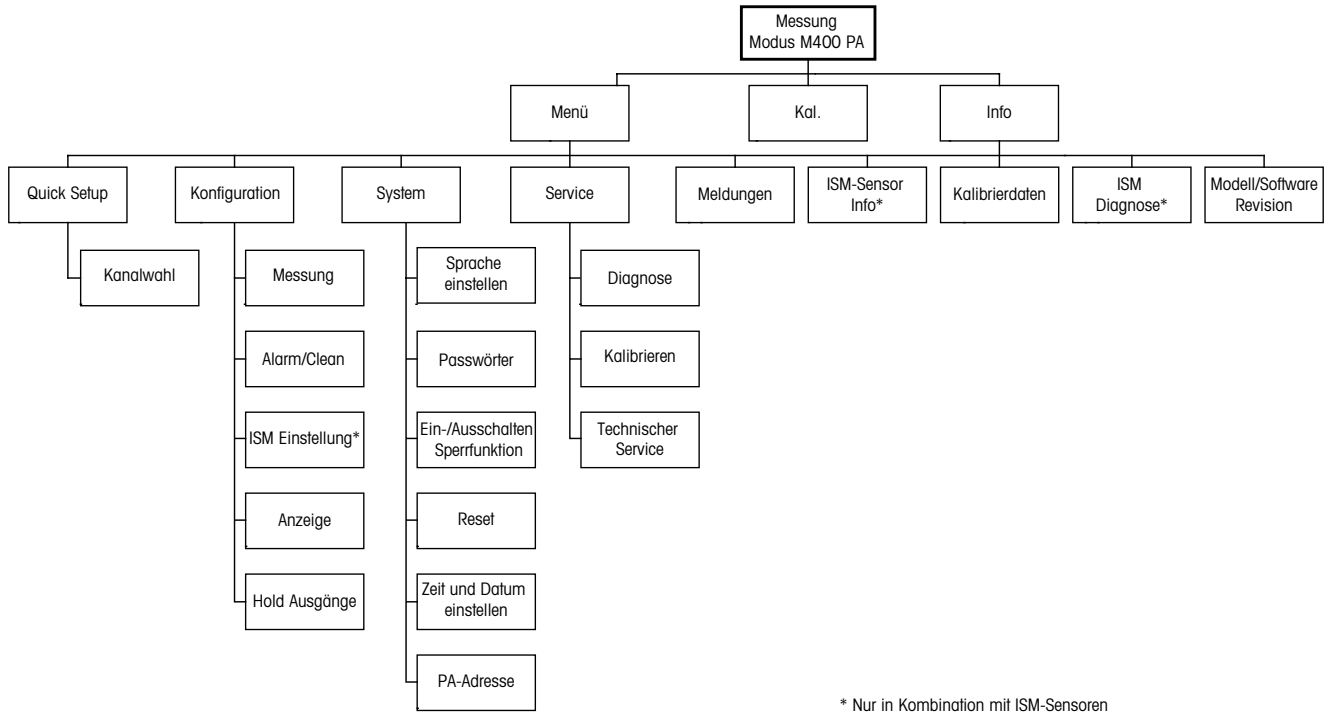 Messung
Modus M400 PA
Menü
Kal.
Info
Quick Setup
Konfiguration
System
Service
Meldungen
ISM-Sensor
Info*
Kalibrierdaten
ISM
Diagnose*
Modell/Software
Revision
Kanalwahl
Messung
Sprache
einstellen
Diagnose
Alarm/Clean
Passwörter
Kalibrieren
ISM Einstellung*
Ein-/Ausschalten
Sperrfunktion
Technischer
Service
Anzeige
Reset
Hold Ausgänge
Zeit und Datum
einstellen
PA-Adresse
* Nur in Kombination mit ISM-Sensoren